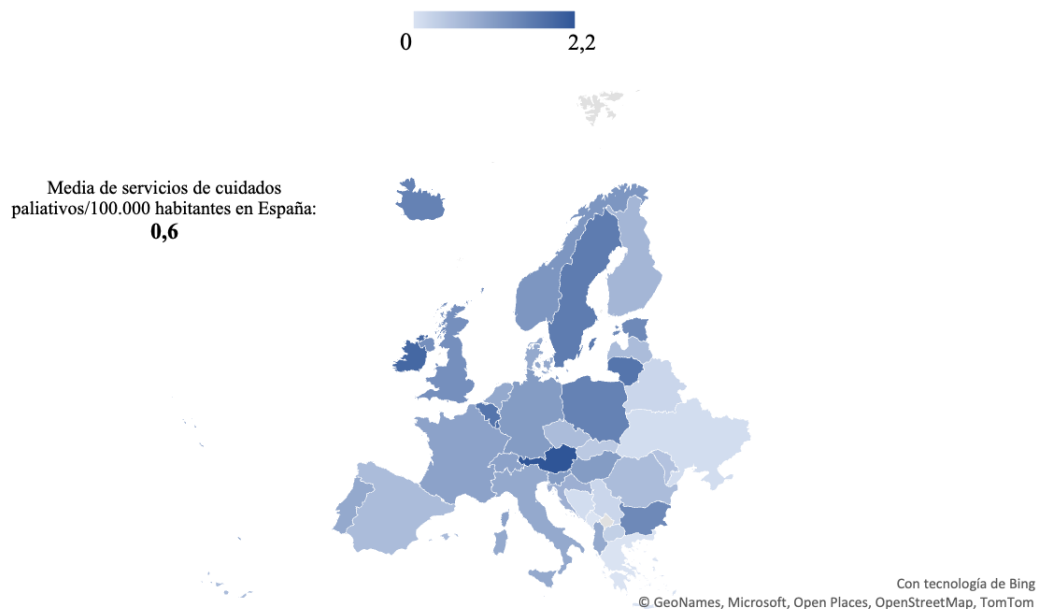 0 2,2
Media de servicios de cuidados
paliativos/100.000 habitantes en España:
0,6
Con tecnología de Bing
© GeoNames, Microsoft, Open Places, OpenStreetMap, TomTom